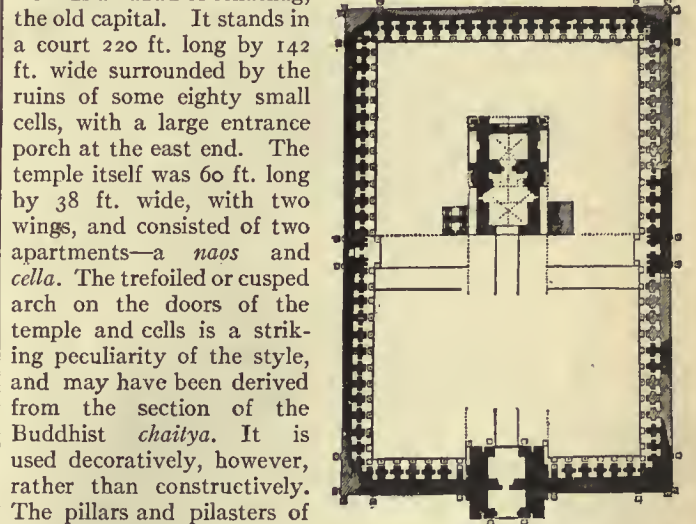 the old capital. It stands in
a court 220 ft. long by 142
ft. wide surrounded by the
ruins of some eighty small
cells, with a large entrance
porch at the east end. The
temple itself was 60 ft. long
by 38 ft. wide, with two
wings, and consisted of two
apartments—a naos and
cella. The trefoiled or cusped
arch on the doors of the
temple and cells is a strik-
ing peculiarity of the style,
and may have been derived
from the section of the
Buddhist chaitya. It is
used decoratively, however,
rather than constructively.
The pillars and pilasters of